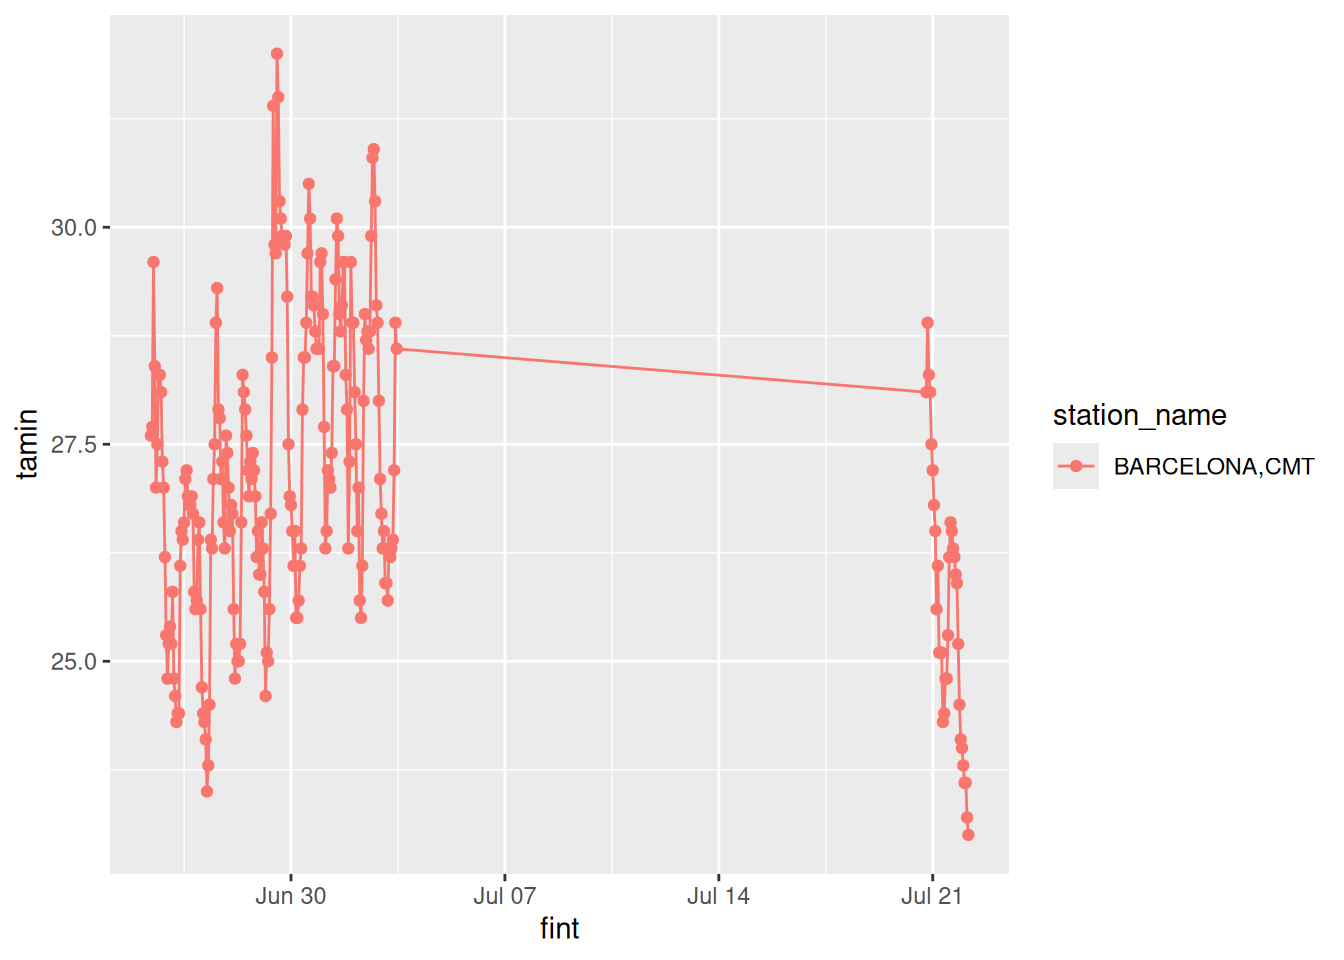 30.0
27.5
25.0
tamin
Jun 30
Jul 07
Jul 14
Jul 21
fint
station_name
BARCELONA,CMT